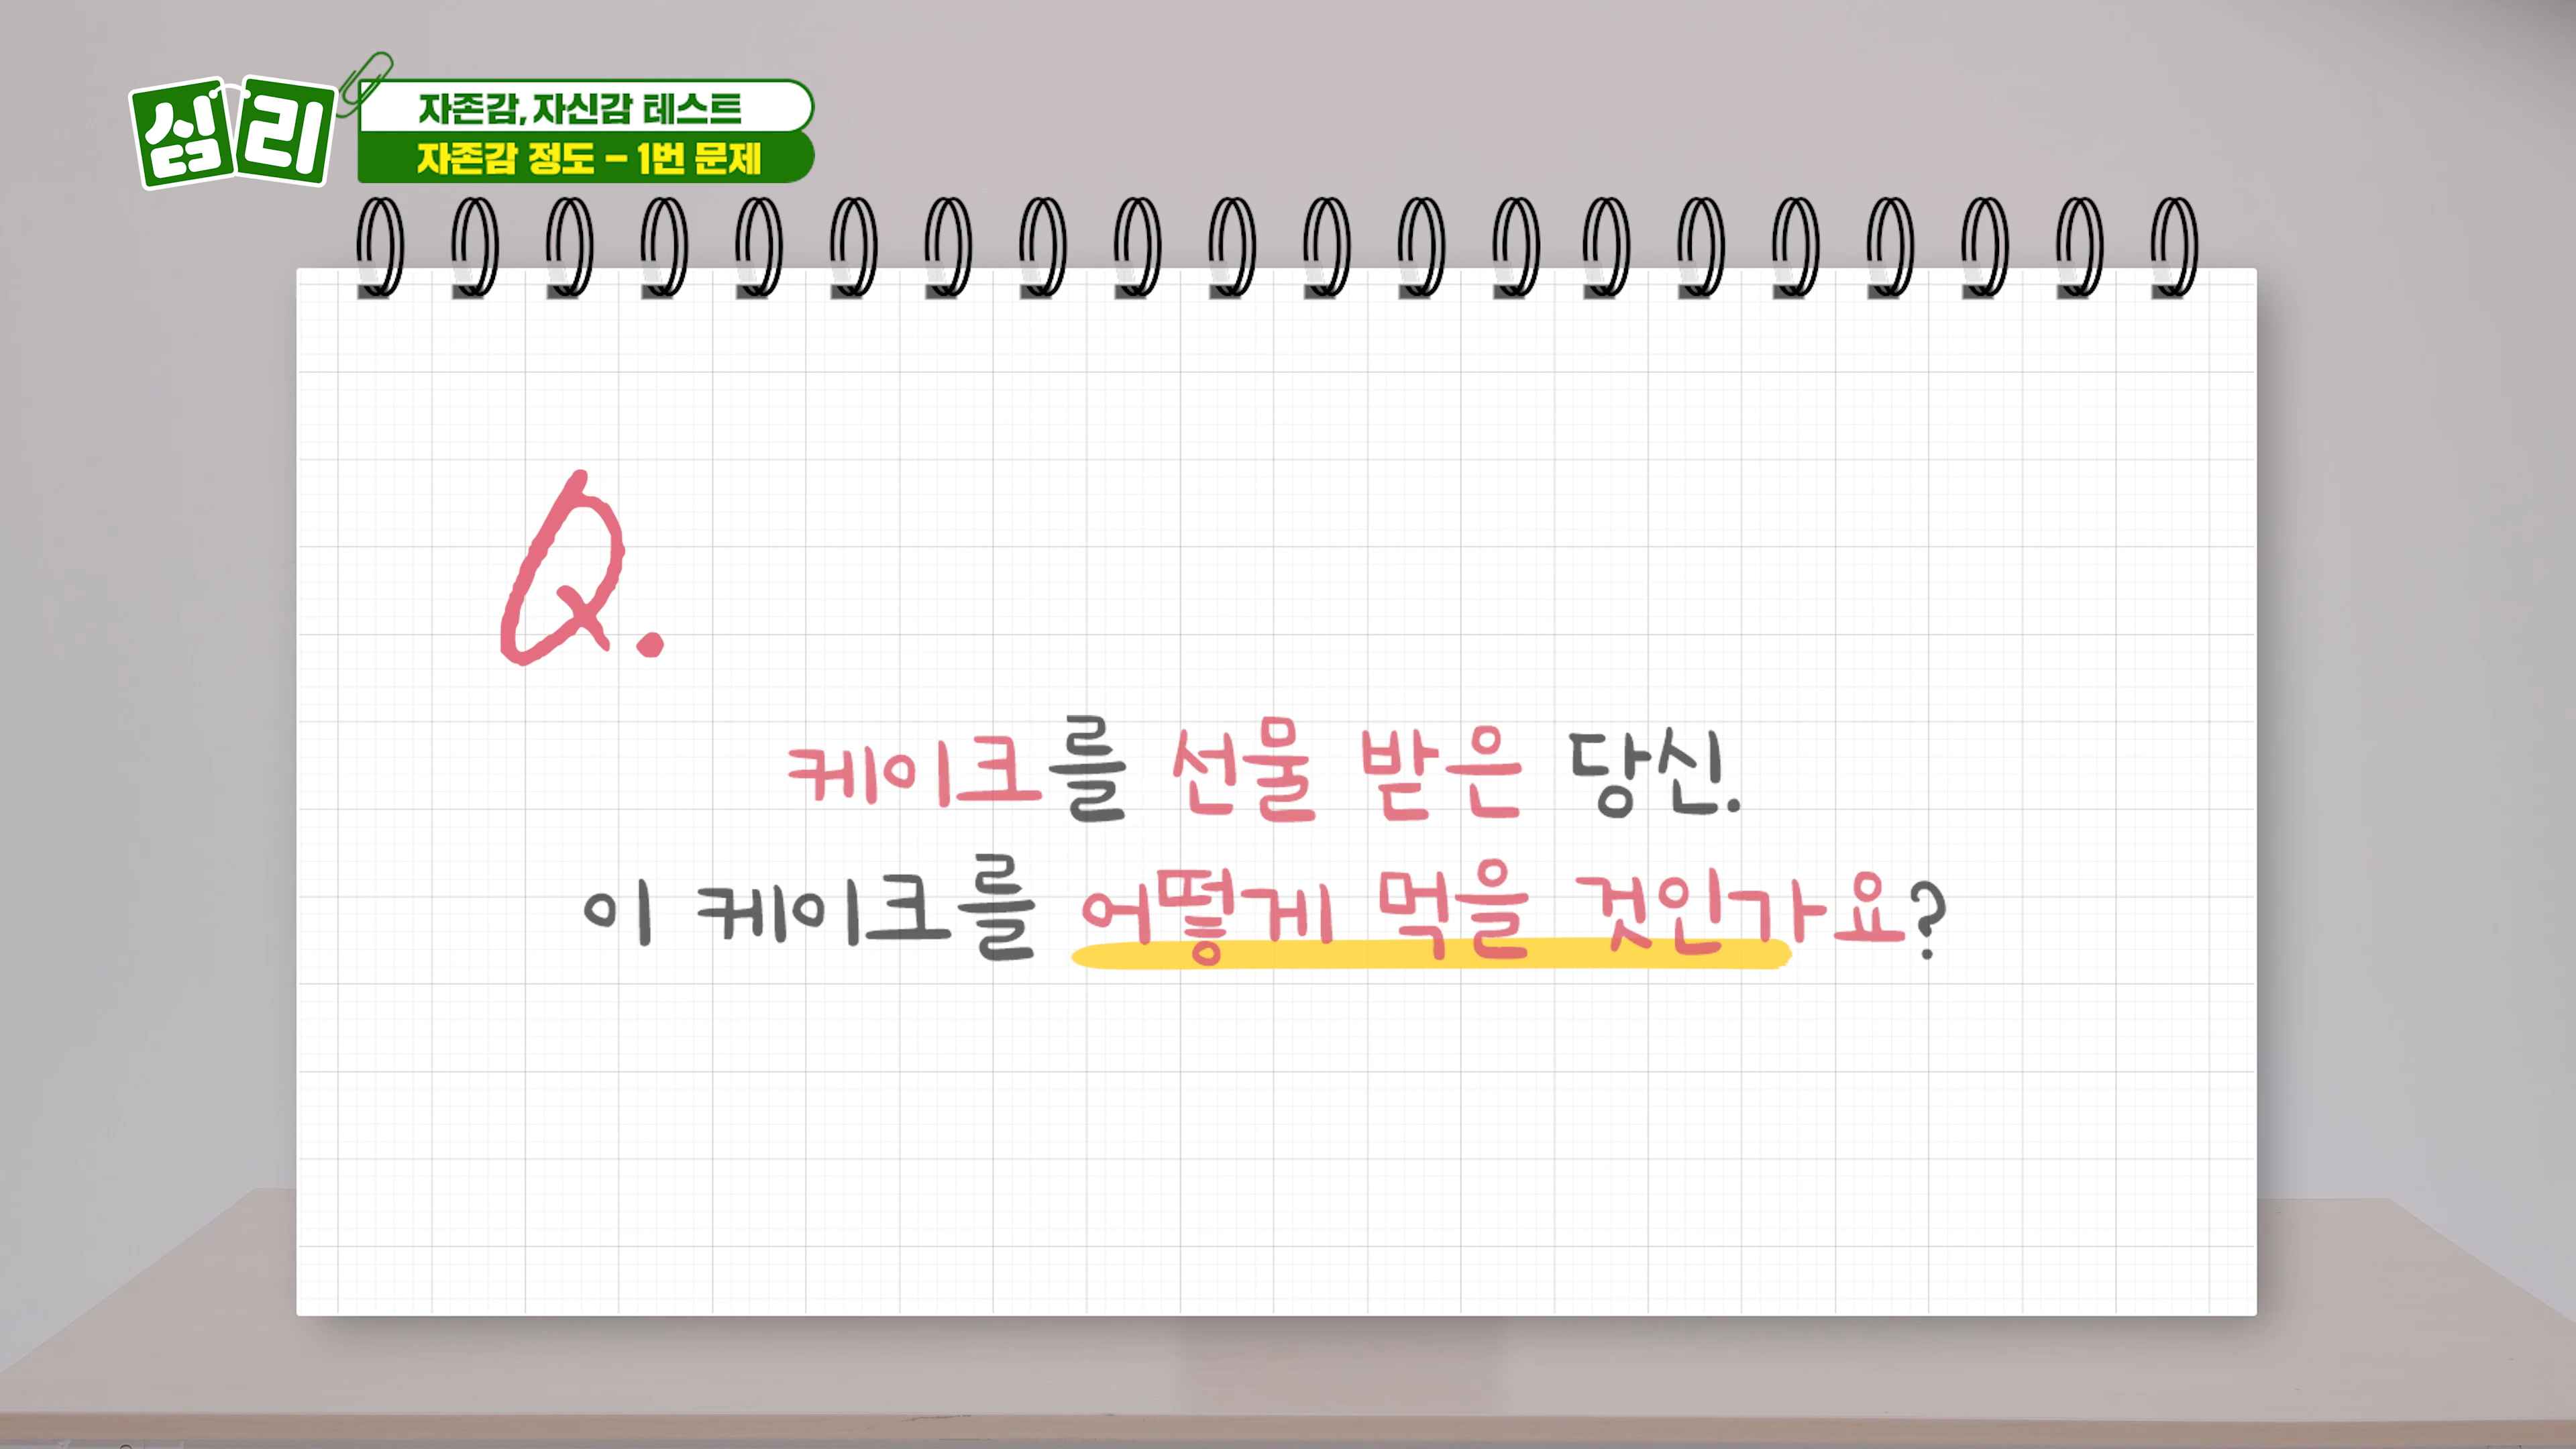 심리
자존감, 자신감 테스트
자존감 정도 - 1번 문제
Q.
케이크를 선물 받은 당신.
이 케이크를 어떻게 먹을 것인가요?